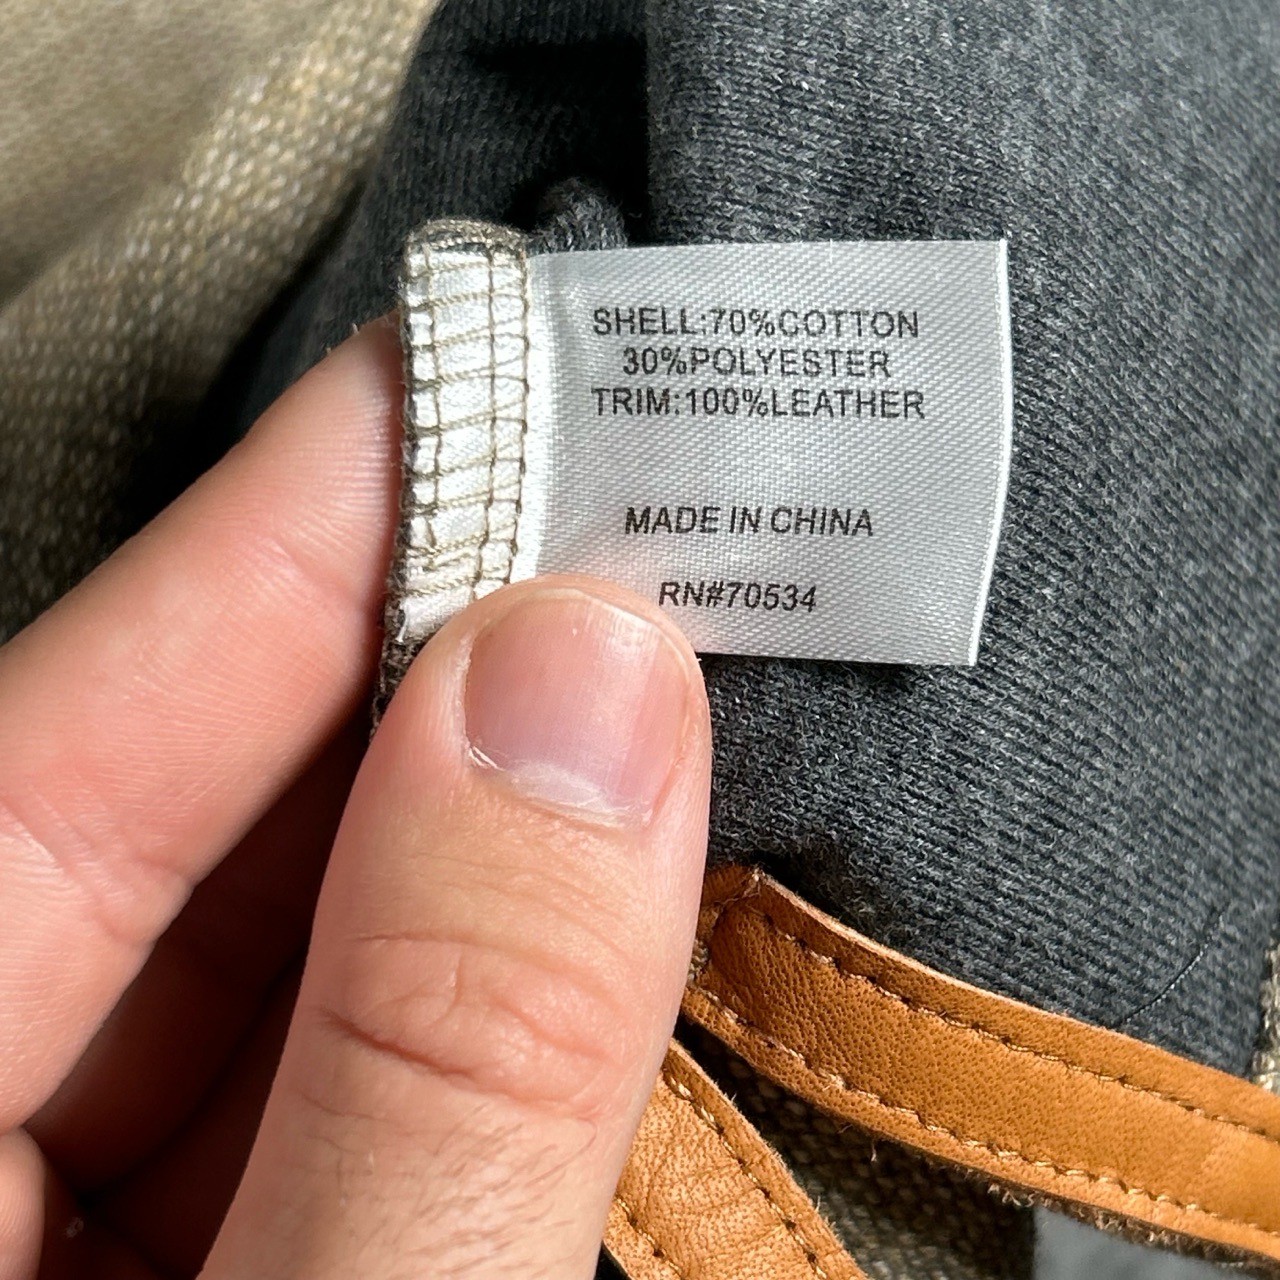 SHELL:70%COTTON
30%POLYESTER
TRIM:100%LEATHER
MADE IN CHINA
RN#70534